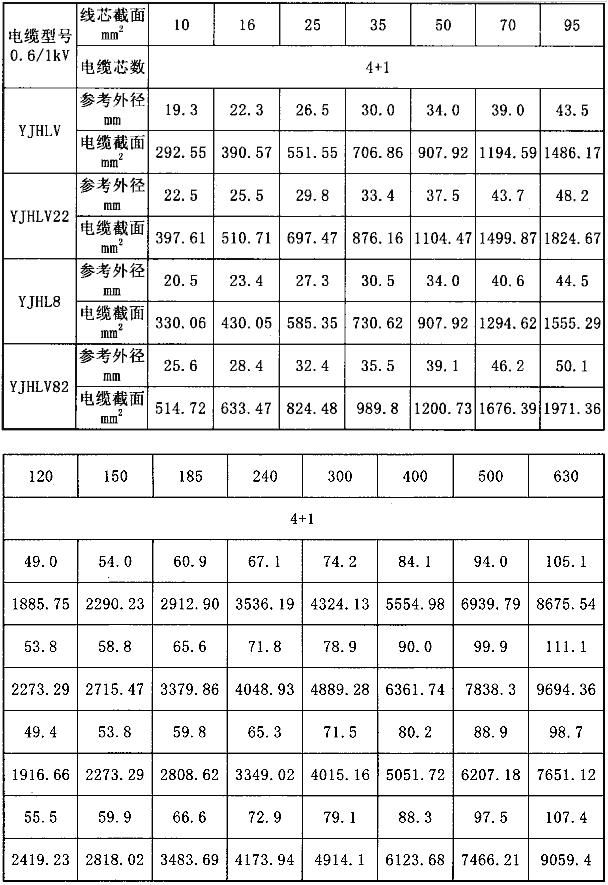 电缆型号 0.6/1kV 线芯截面 mm² 10 16 25 35 50 70 95
电缆芯数 4+1
YJHLV 参考外径 mm 19.3 22.3 26.5 30.0 34.0 39.0 43.5
电缆截面 mm² 292.55 390.57 551.55 706.86 907.92 1194.59 1486.17
YJHLV22 参考外径 mm 22.5 25.5 29.8 33.4 37.5 43.7 48.2
电缆截面 mm² 397.61 510.71 697.47 876.16 1104.47 1499.87 1824.67
YJHL8 参考外径 mm 20.5 23.4 27.3 30.5 34.0 40.6 44.5
电缆截面 mm² 330.06 430.05 585.35 730.62 907.92 1294.62 1555.29
YJHLV82 参考外径 mm 25.6 28.4 32.4 35.5 39.1 46.2 50.1
电缆截面 mm² 514.72 633.47 824.48 989.8 1200.73 1676.39 1971.36
120 150 185 240 300 400 500 630
4+1
49.0 54.0 60.9 67.1 74.2 84.1 94.0 105.1
1885.75 2290.23 2912.90 3536.19 4324.13 5554.98 6939.79 8675.54
53.8 58.8 65.6 71.8 78.9 90.0 99.9 111.1
2273.29 2715.47 3379.86 4048.93 4889.28 6361.74 7838.3 9694.36
49.4 53.8 59.8 65.3 71.5 80.2 88.9 98.7
1916.66 2273.29 2808.62 3349.02 4015.16 5051.72 6207.18 7651.12
55.5 59.9 66.6 72.9 79.1 88.3 97.5 107.4
2419.23 2818.02 3483.69 4173.94 4914.1 6123.68 7466.21 9059.4